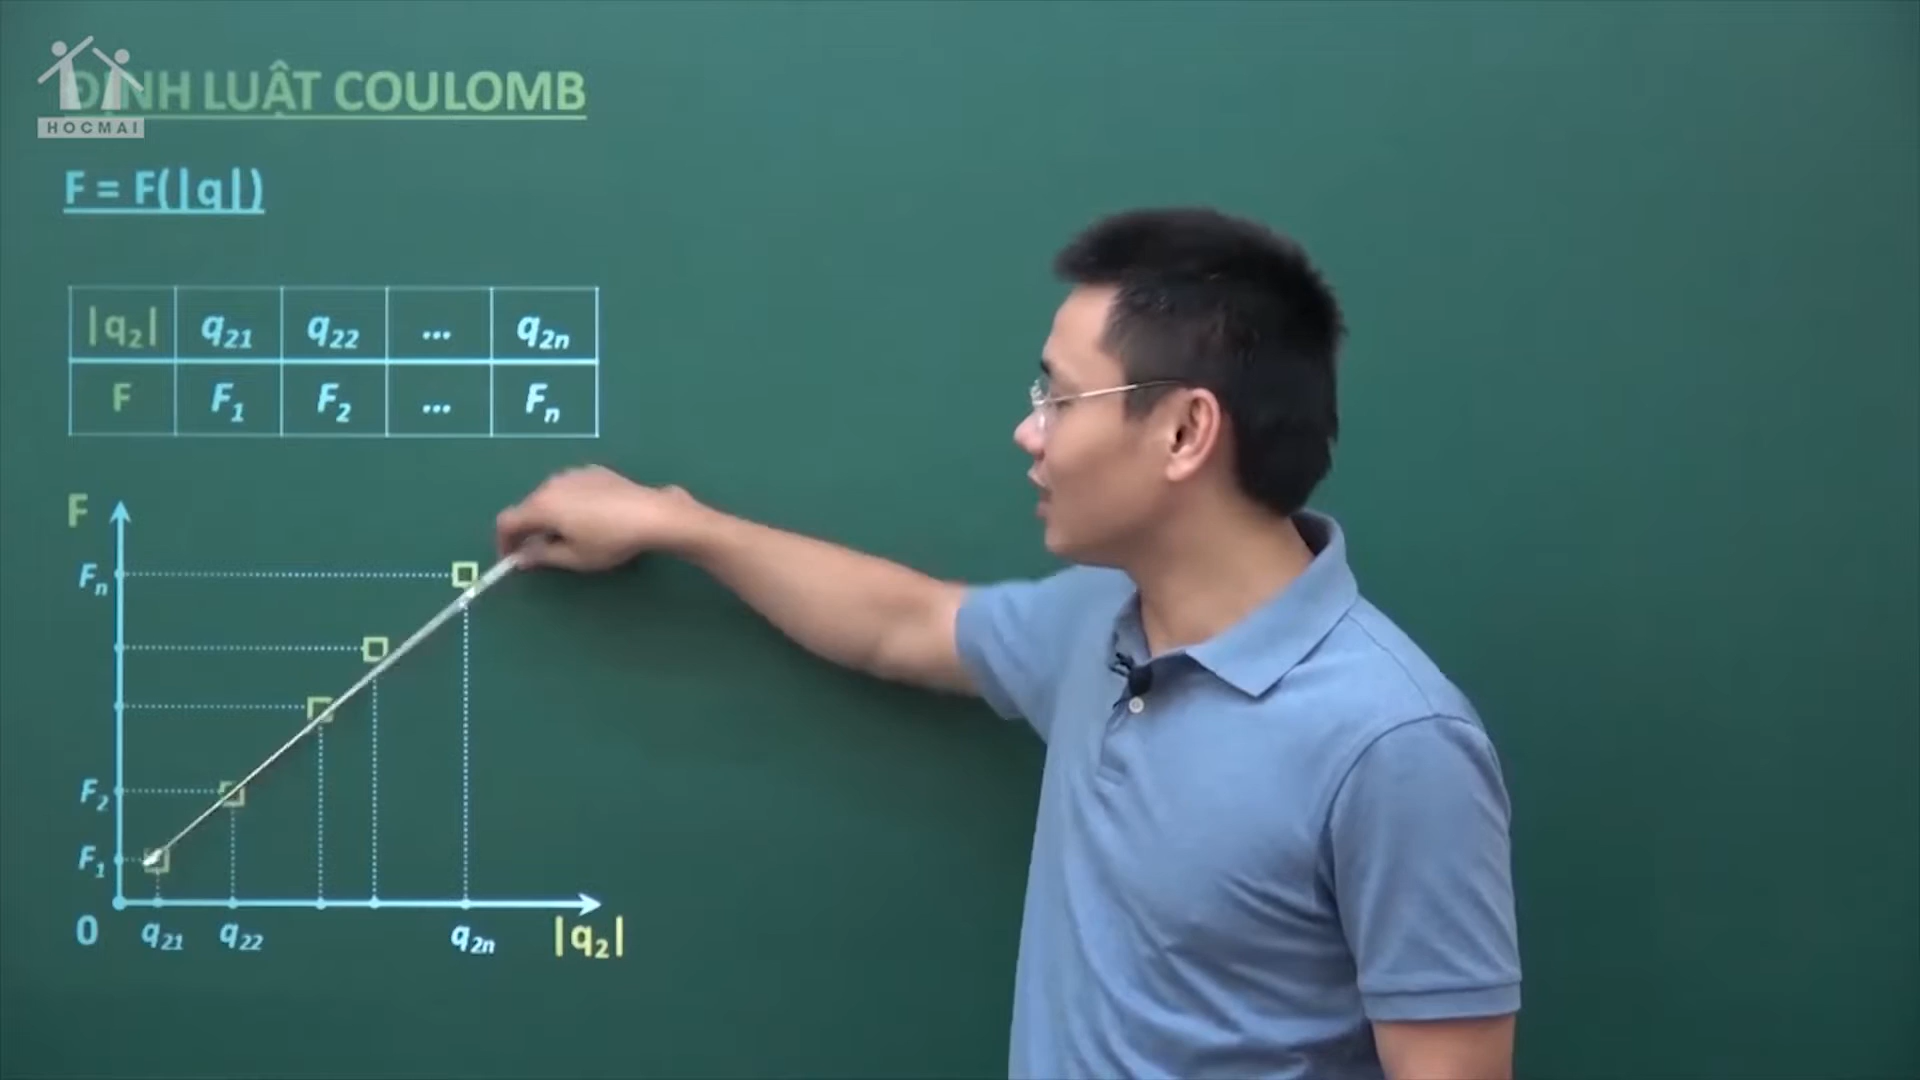 HOCMAI
ĐỊNH LUẬT COULOMB
F = F(|q|)
|q₂| q₂₁ q₂₂ ... q₂ₙ
F F₁ F₂ ... Fₙ
F
Fₙ
F₂
F₁
0 q₂₁ q₂₂ q₂ₙ |q₂|